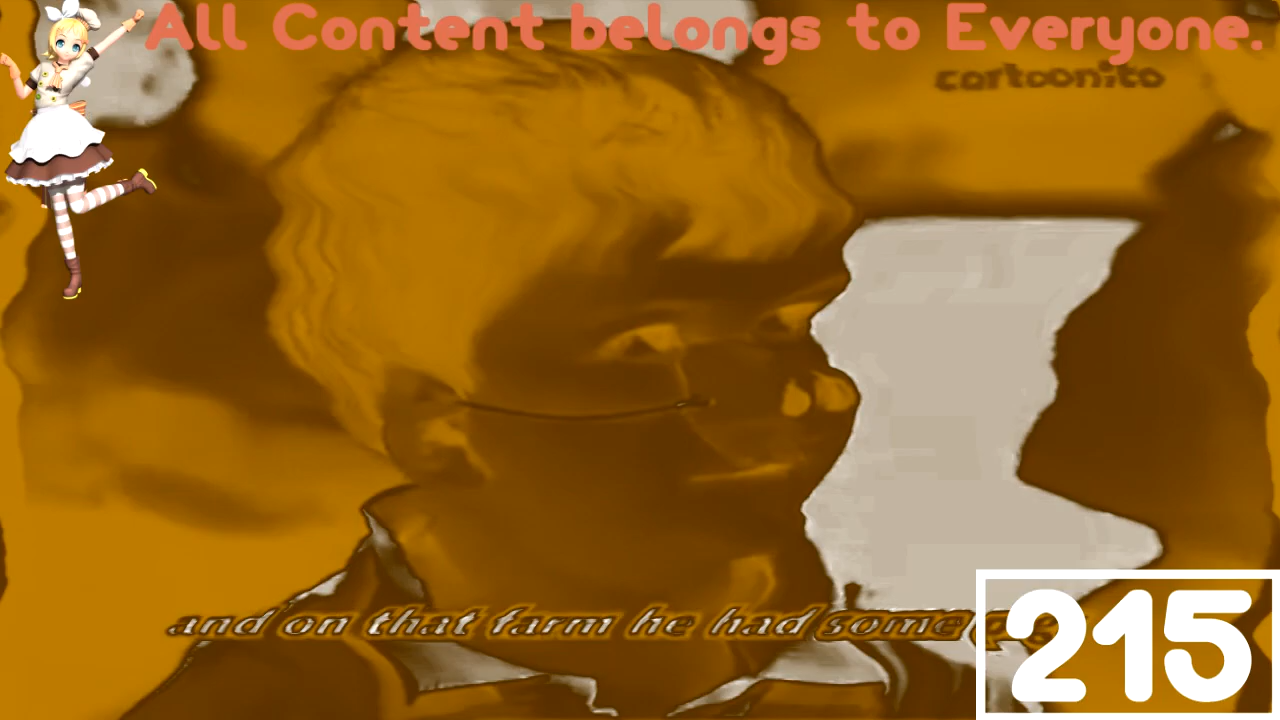 All Content belongs to Everyone.
cartoonito
and on that farm he had some
215